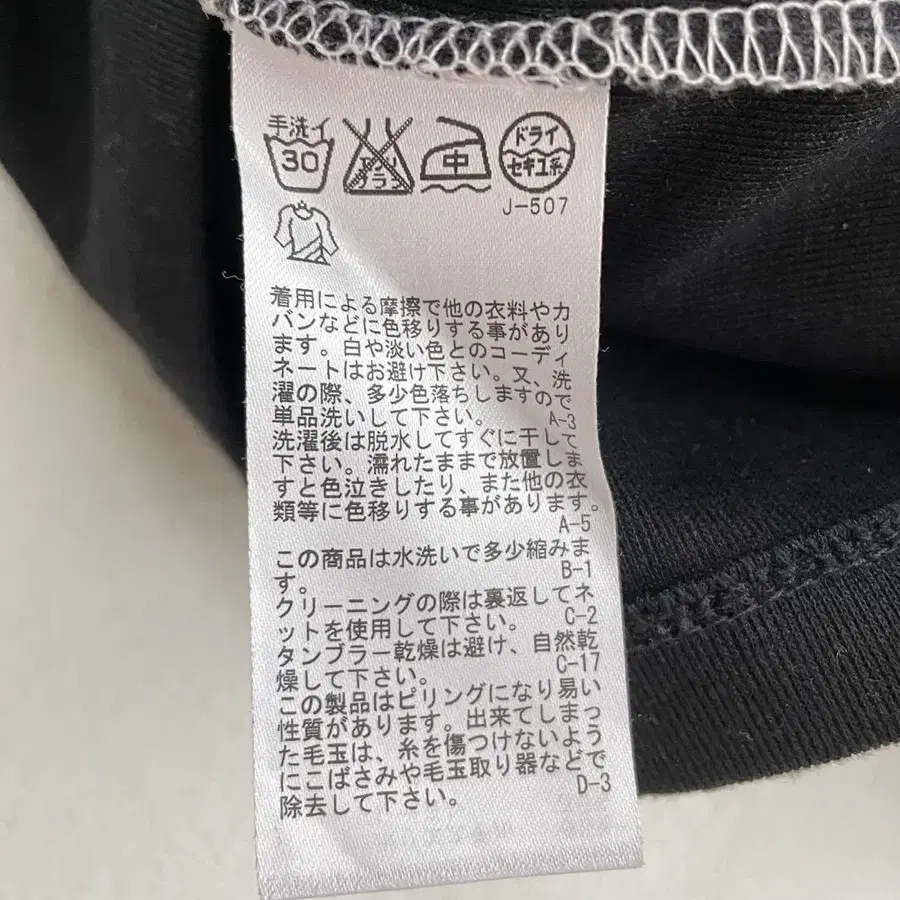 手洗イ
30
エンソ
サラシ
中
ドライ
セキユ系
J-507
着用による摩擦で他の衣料やカ
バンなどに色移りする事があり
ます。白や淡い色とのコーディ
ネートはお避け下さい。又、洗
濯の際、多少色落ちしますので
単品洗いして下さい。
A-3
洗濯後は脱水してすぐに干して
下さい。濡れたままで放置しま
すと色泣きしたり、また他の衣
類等に色移りする事があります。
A-5
この商品は水洗いで多少縮みま
す。
B-1
クリーニングの際は裏返してネ
ットを使用して下さい。
C-2
タンブラー乾燥は避け、自然乾
燥して下さい。
C-17
この製品はピリングになり易い
性質があります。出来てしまっ
た毛玉は、糸を傷つけないよう
にこばさみや毛玉取り器などで
除去して下さい。
D-3